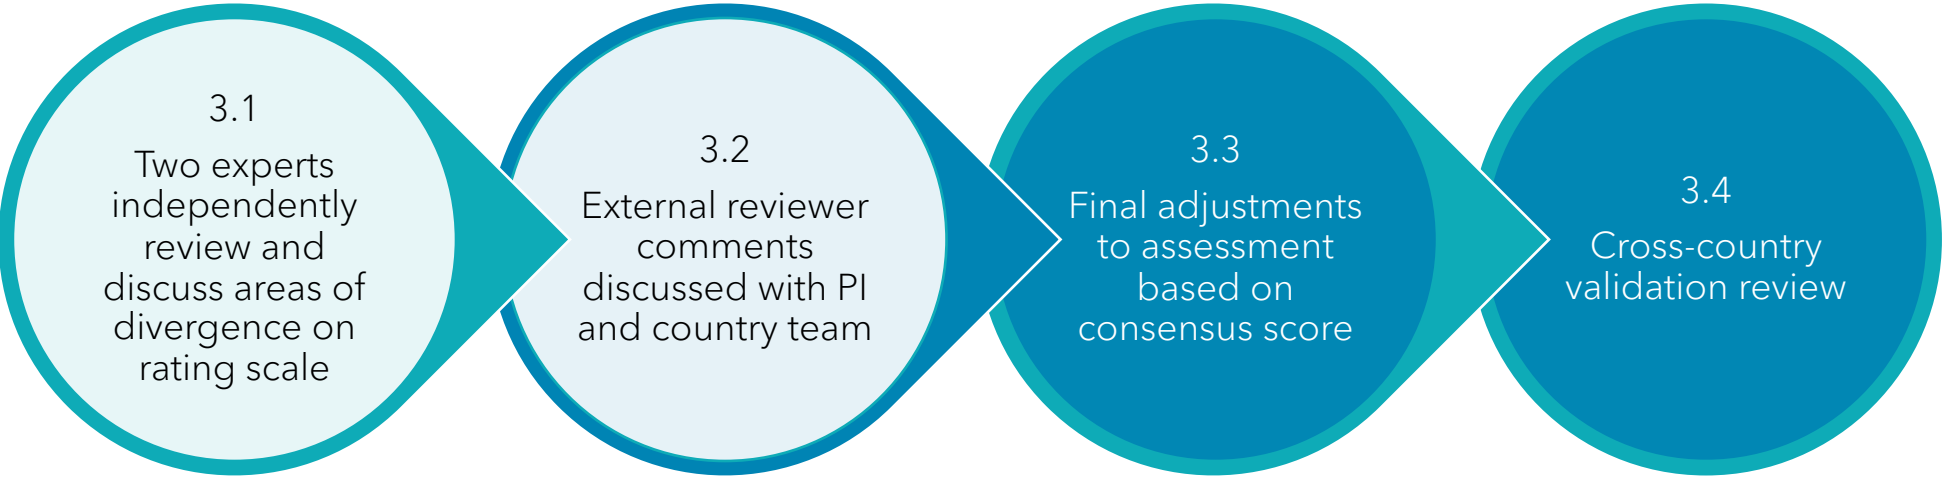 3.1
Two experts
independently
review and
discuss areas of
divergence on
rating scale
3.2
External reviewer
comments
discussed with PI
and country team
3.3
Final adjustments
to assessment
based on
consensus score
3.4
Cross-country
validation review